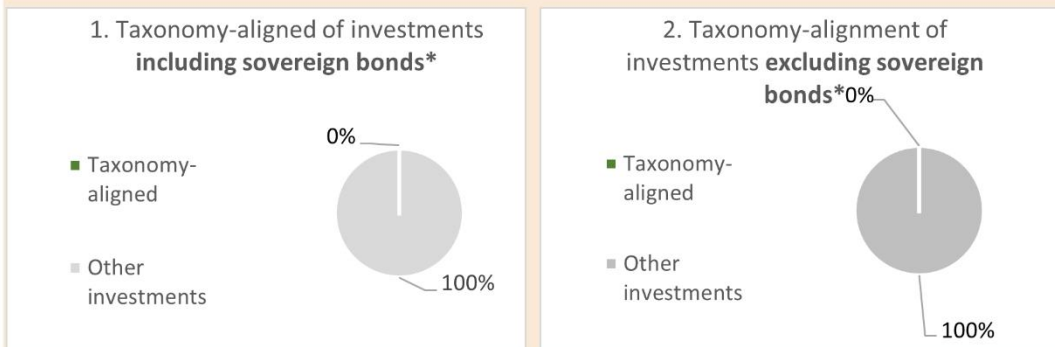 1. Taxonomy-aligned of investments
including sovereign bonds*
0%
Taxonomy-
aligned
Other
investments
100%
2. Taxonomy-alignment of
investments excluding sovereign
bonds*0%
Taxonomy-
aligned
Other
investments
100%